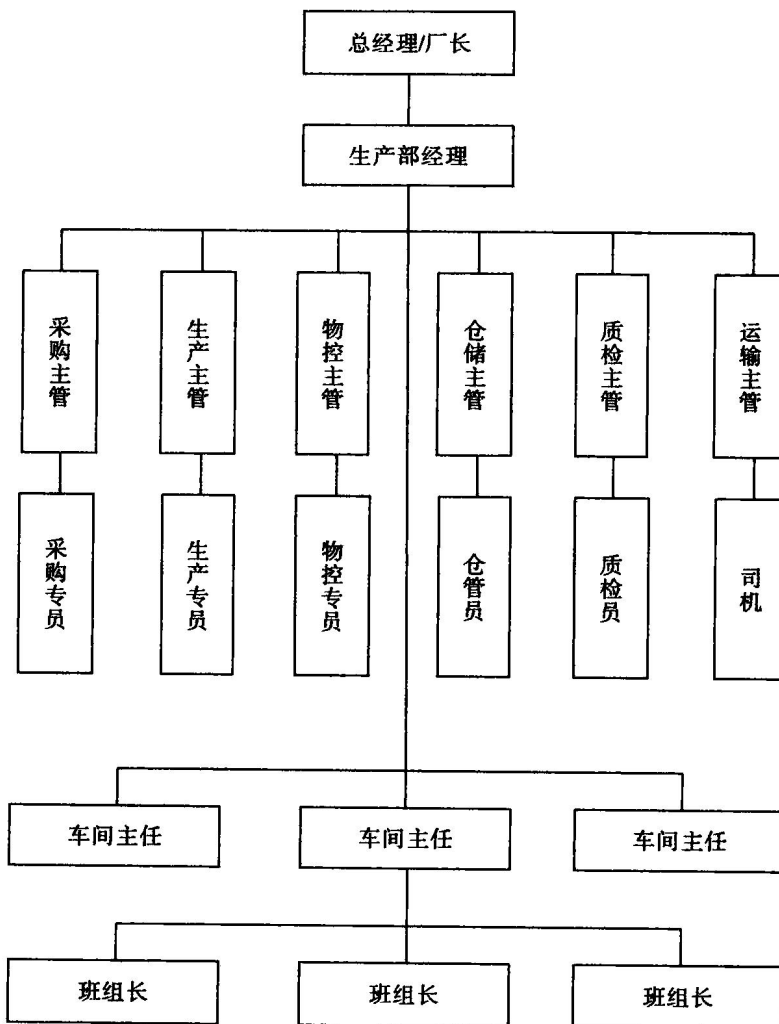 总经理/厂长
生产部经理
采购主管
生产主管
物控主管
仓储主管
质检主管
运输主管
采购专员
生产专员
物控专员
仓管员
质检员
司机
车间主任
车间主任
车间主任
班组长
班组长
班组长